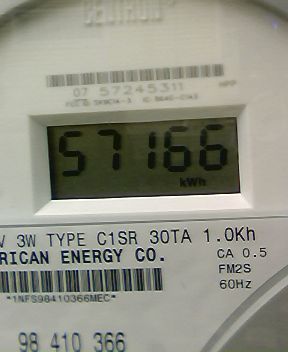 CENTRON
07 57245311
57166
kWh
V 3W TYPE C1SR 30TA 1.0Kh
RICAN ENERGY CO.
CA 0.5
FM2S
60Hz
*1NFS98410366MEC*
98 410 366